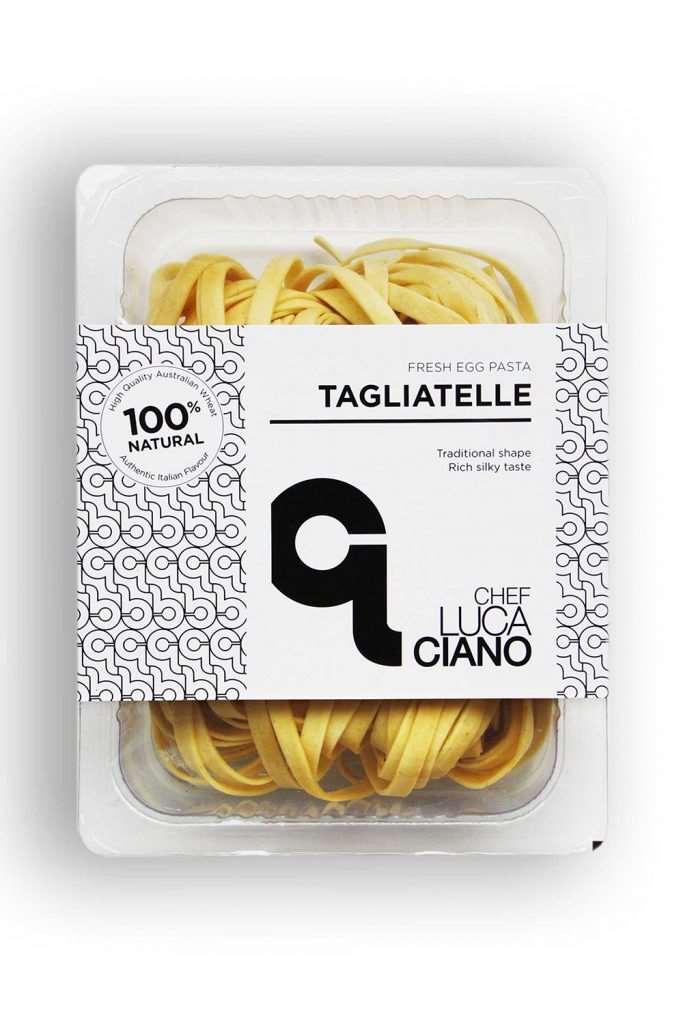 FRESH EGG PASTA
TAGLIATELLE
Traditional shape
Rich silky taste
High Quality Australian Wheat
100%
NATURAL
Authentic Italian Flavour
CHEF
LUCA
CIANO